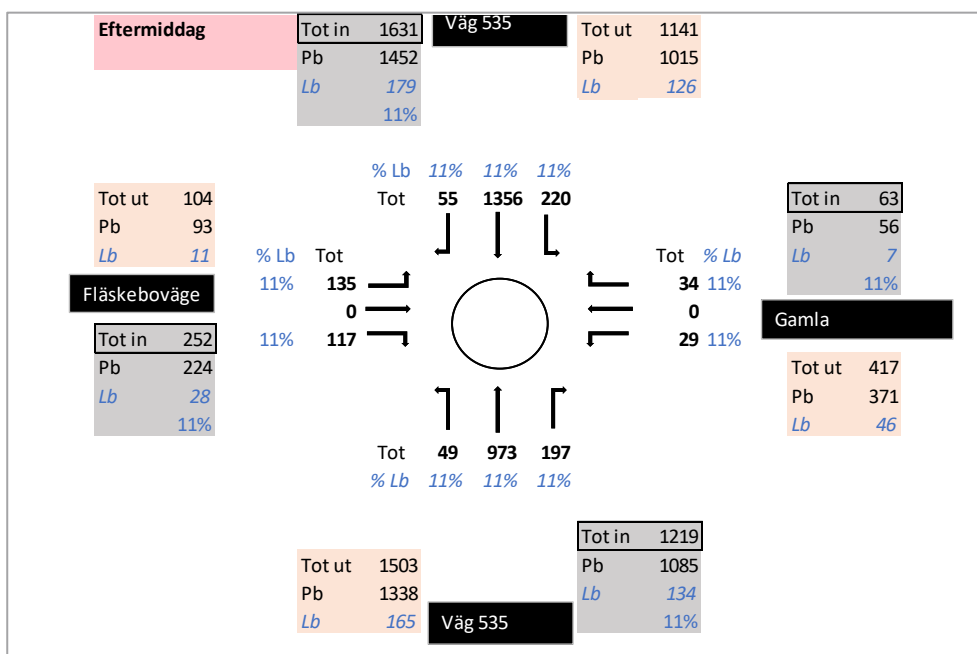 Eftermiddag
Tot in 1631
Pb 1452
Lb 179
11%
Väg 535
Tot ut 1141
Pb 1015
Lb 126
% Lb 11% 11% 11%
Tot 55 1356 220
Tot ut 104
Pb 93
Lb 11
Fläskeboväge
Tot in 252
Pb 224
Lb 28
11%
% Lb Tot
11% 135
0
11% 117
Tot % Lb
34 11%
0
29 11%
Tot in 63
Pb 56
Lb 7
11%
Gamla
Tot ut 417
Pb 371
Lb 46
Tot 49 973 197
% Lb 11% 11% 11%
Tot ut 1503
Pb 1338
Lb 165
Väg 535
Tot in 1219
Pb 1085
Lb 134
11%